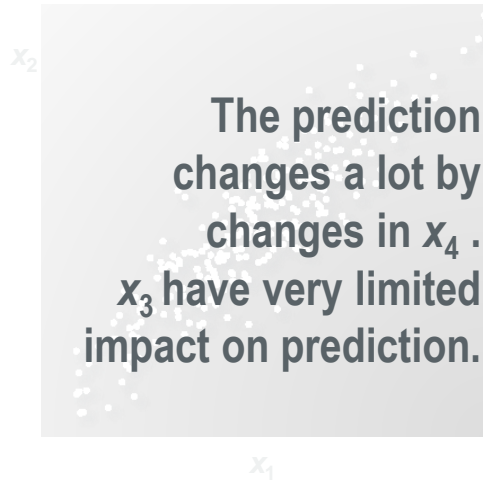 x₂
The prediction
changes a lot by
changes in x₄ .
x₃ have very limited
impact on prediction.
x₁